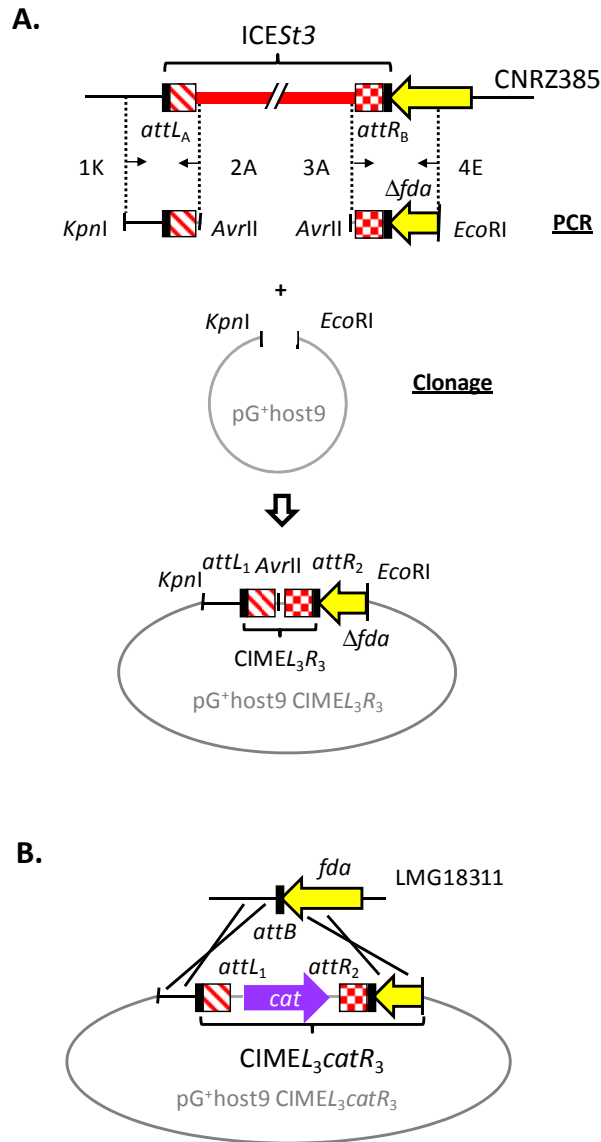 A.
ICESt3
CNRZ385
attLA attRB
1K 2A 3A 4E
Δfda
KpnI AvrII AvrII EcoRI
PCR
+
KpnI EcoRI
Clonage
pG+host9
attL1 AvrII attR2
KpnI EcoRI
Δfda
CIMEL3R3
pG+host9 CIMEL3R3
B.
fda
LMG18311
attB
attL1 attR2
cat
CIMEL3catR3
pG+host9 CIMEL3catR3